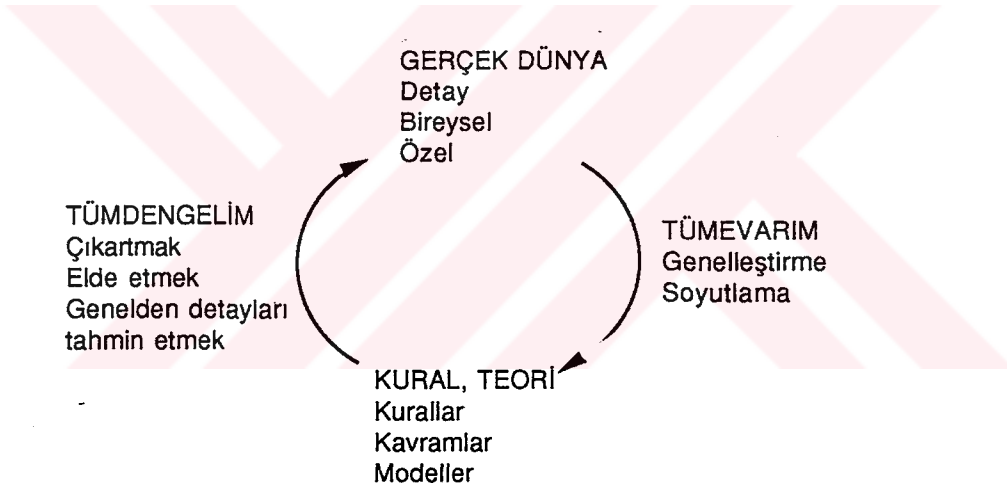 GERÇEK DÜNYA
Detay
Bireysel
Özel
TÜMDENGELİM
Çıkartmak
Elde etmek
Genelden detayları
tahmin etmek
TÜMEVARIM
Genelleştirme
Soyutlama
KURAL, TEORİ
Kurallar
Kavramlar
Modeller